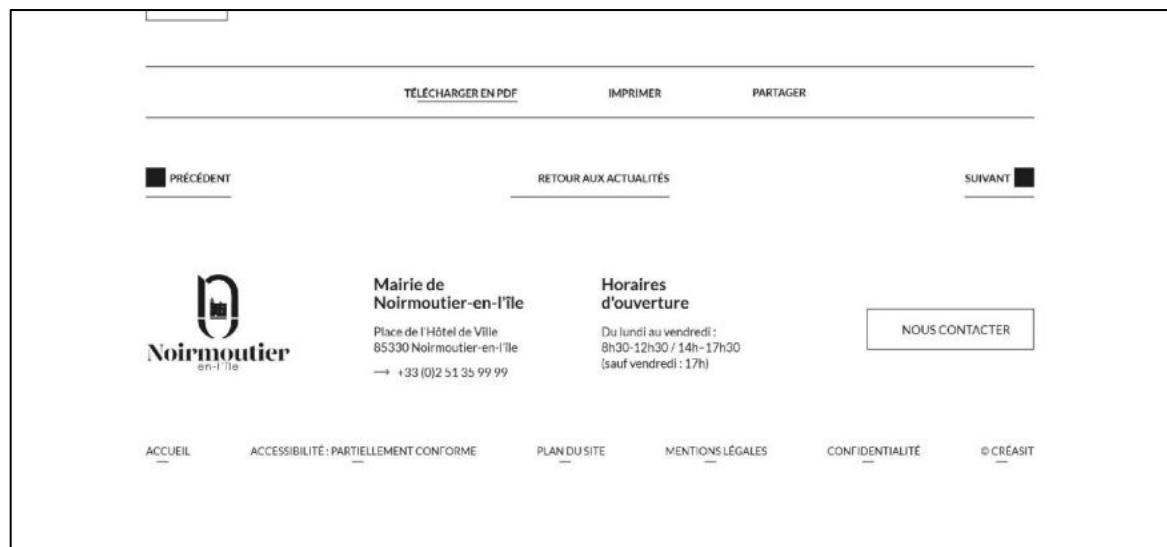 TÉLÉCHARGER EN PDF IMPRIMER PARTAGER
PRÉCÉDENT RETOUR AUX ACTUALITÉS SUIVANT
Noirmoutier
en-l'île
Mairie de
Noirmoutier-en-l'île
Place de l'Hôtel de Ville
85330 Noirmoutier-en-l'île
→ +33 (0)2 51 35 99 99
Horaires
d'ouverture
Du lundi au vendredi :
8h30-12h30 / 14h–17h30
(sauf vendredi : 17h)
NOUS CONTACTER
ACCUEIL ACCESSIBILITÉ : PARTIELLEMENT CONFORME PLAN DU SITE MENTIONS LÉGALES CONFIDENTIALITÉ © CRÉASIT